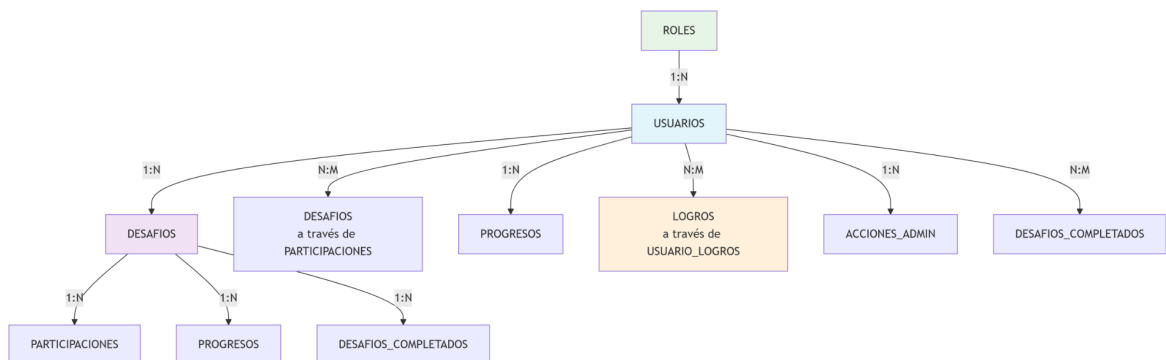 ROLES
1:N
USUARIOS
1:N
N:M
1:N
N:M
1:N
N:M
DESAFIOS
DESAFIOS
a través de
PARTICIPACIONES
PROGRESOS
LOGROS
a través de
USUARIO_LOGROS
ACCIONES_ADMIN
DESAFIOS_COMPLETADOS
1:N
1:N
1:N
PARTICIPACIONES
PROGRESOS
DESAFIOS_COMPLETADOS